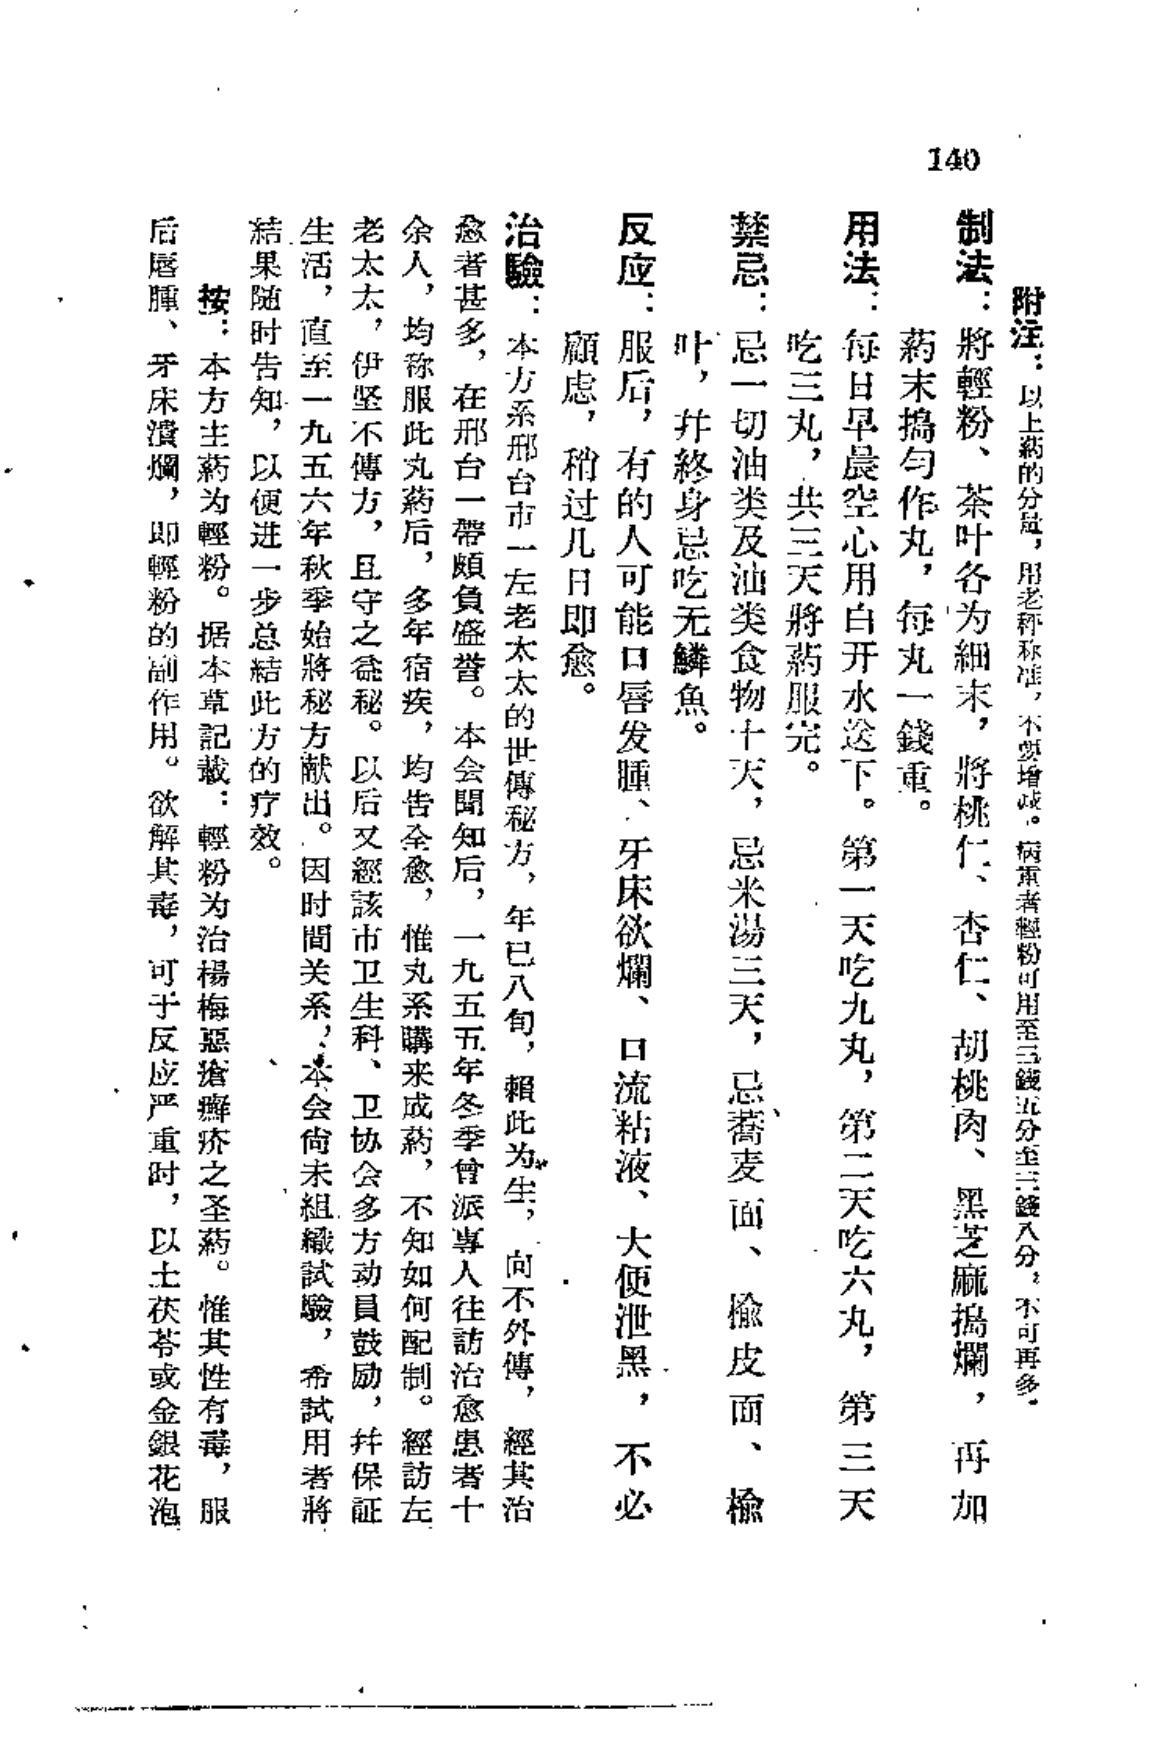 140
附注：以上葯的分量，用老秤称准，不要增减。病重者輕粉可用至三錢五分至三錢八分，不可再多。
制法：將輕粉、茶叶各为細末，將桃仁、杏仁、胡桃肉、黑芝麻搗爛，再加
葯末搗勻作丸，每丸一錢重。
用法：每日早晨空心用白开水送下。第一天吃九丸，第二天吃六丸，第三天
吃三丸，共三天將葯服完。
禁忌：忌一切油类及油类食物十天，忌米湯三天，忌蕎麦面、榆皮面、榆
叶，幷終身忌吃无鱗魚。
反应：服后，有的人可能口唇发腫、牙床欲爛、口流粘液、大便泄黑，不必
顧虑，稍过几日即愈。
治驗：本方系邢台市一左老太太的世傳秘方，年已八旬，賴此为生，向不外傳，經其治
愈者甚多，在邢台一帶頗負盛誉。本会聞知后，一九五五年冬季曾派專人往訪治愈患者十
余人，均称服此丸葯后，多年宿疾，均告全愈，惟丸系購来成葯，不知如何配制。經訪左
老太太，伊坚不傳方，且守之益秘。以后又經該市卫生科、卫协会多方动員鼓励，幷保証
生活，直至一九五六年秋季始將秘方献出。因时間关系，本会尙未組織試驗，希試用者將
結果随时告知，以便进一步总結此方的疗效。
按：本方主葯为輕粉。据本草記載：輕粉为治楊梅惡瘡癬疥之圣葯。惟其性有毒，服
后唇腫、牙床潰爛，即輕粉的副作用。欲解其毒，可于反应严重时，以土茯苓或金銀花泡